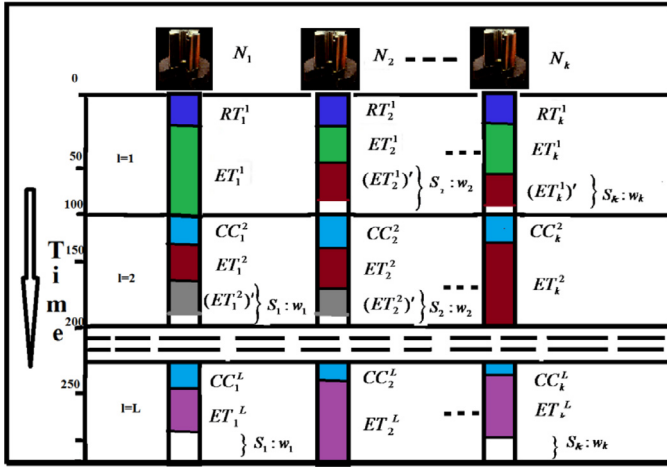 N₁ N₂ Nₖ
0
RT₁¹ RT₂¹ RTₖ¹
l=1
ET₁¹ ET₂¹ ETₖ¹
50
(ET₂¹)' } S₂ : w₂ (ETₖ¹)' } Sₖ : wₖ
100
CC₁² CC₂² CCₖ²
150
l=2
ET₁² ET₂² ETₖ²
(ET₁²)' } S₁ : w₁ (ET₂²)' } S₂ : w₂
200
Time
CC₁ᴸ CC₂ᴸ CCₖᴸ
250
l=L
ET₁ᴸ ET₂ᴸ ETₖᴸ
} S₁ : w₁ } Sₖ : wₖ